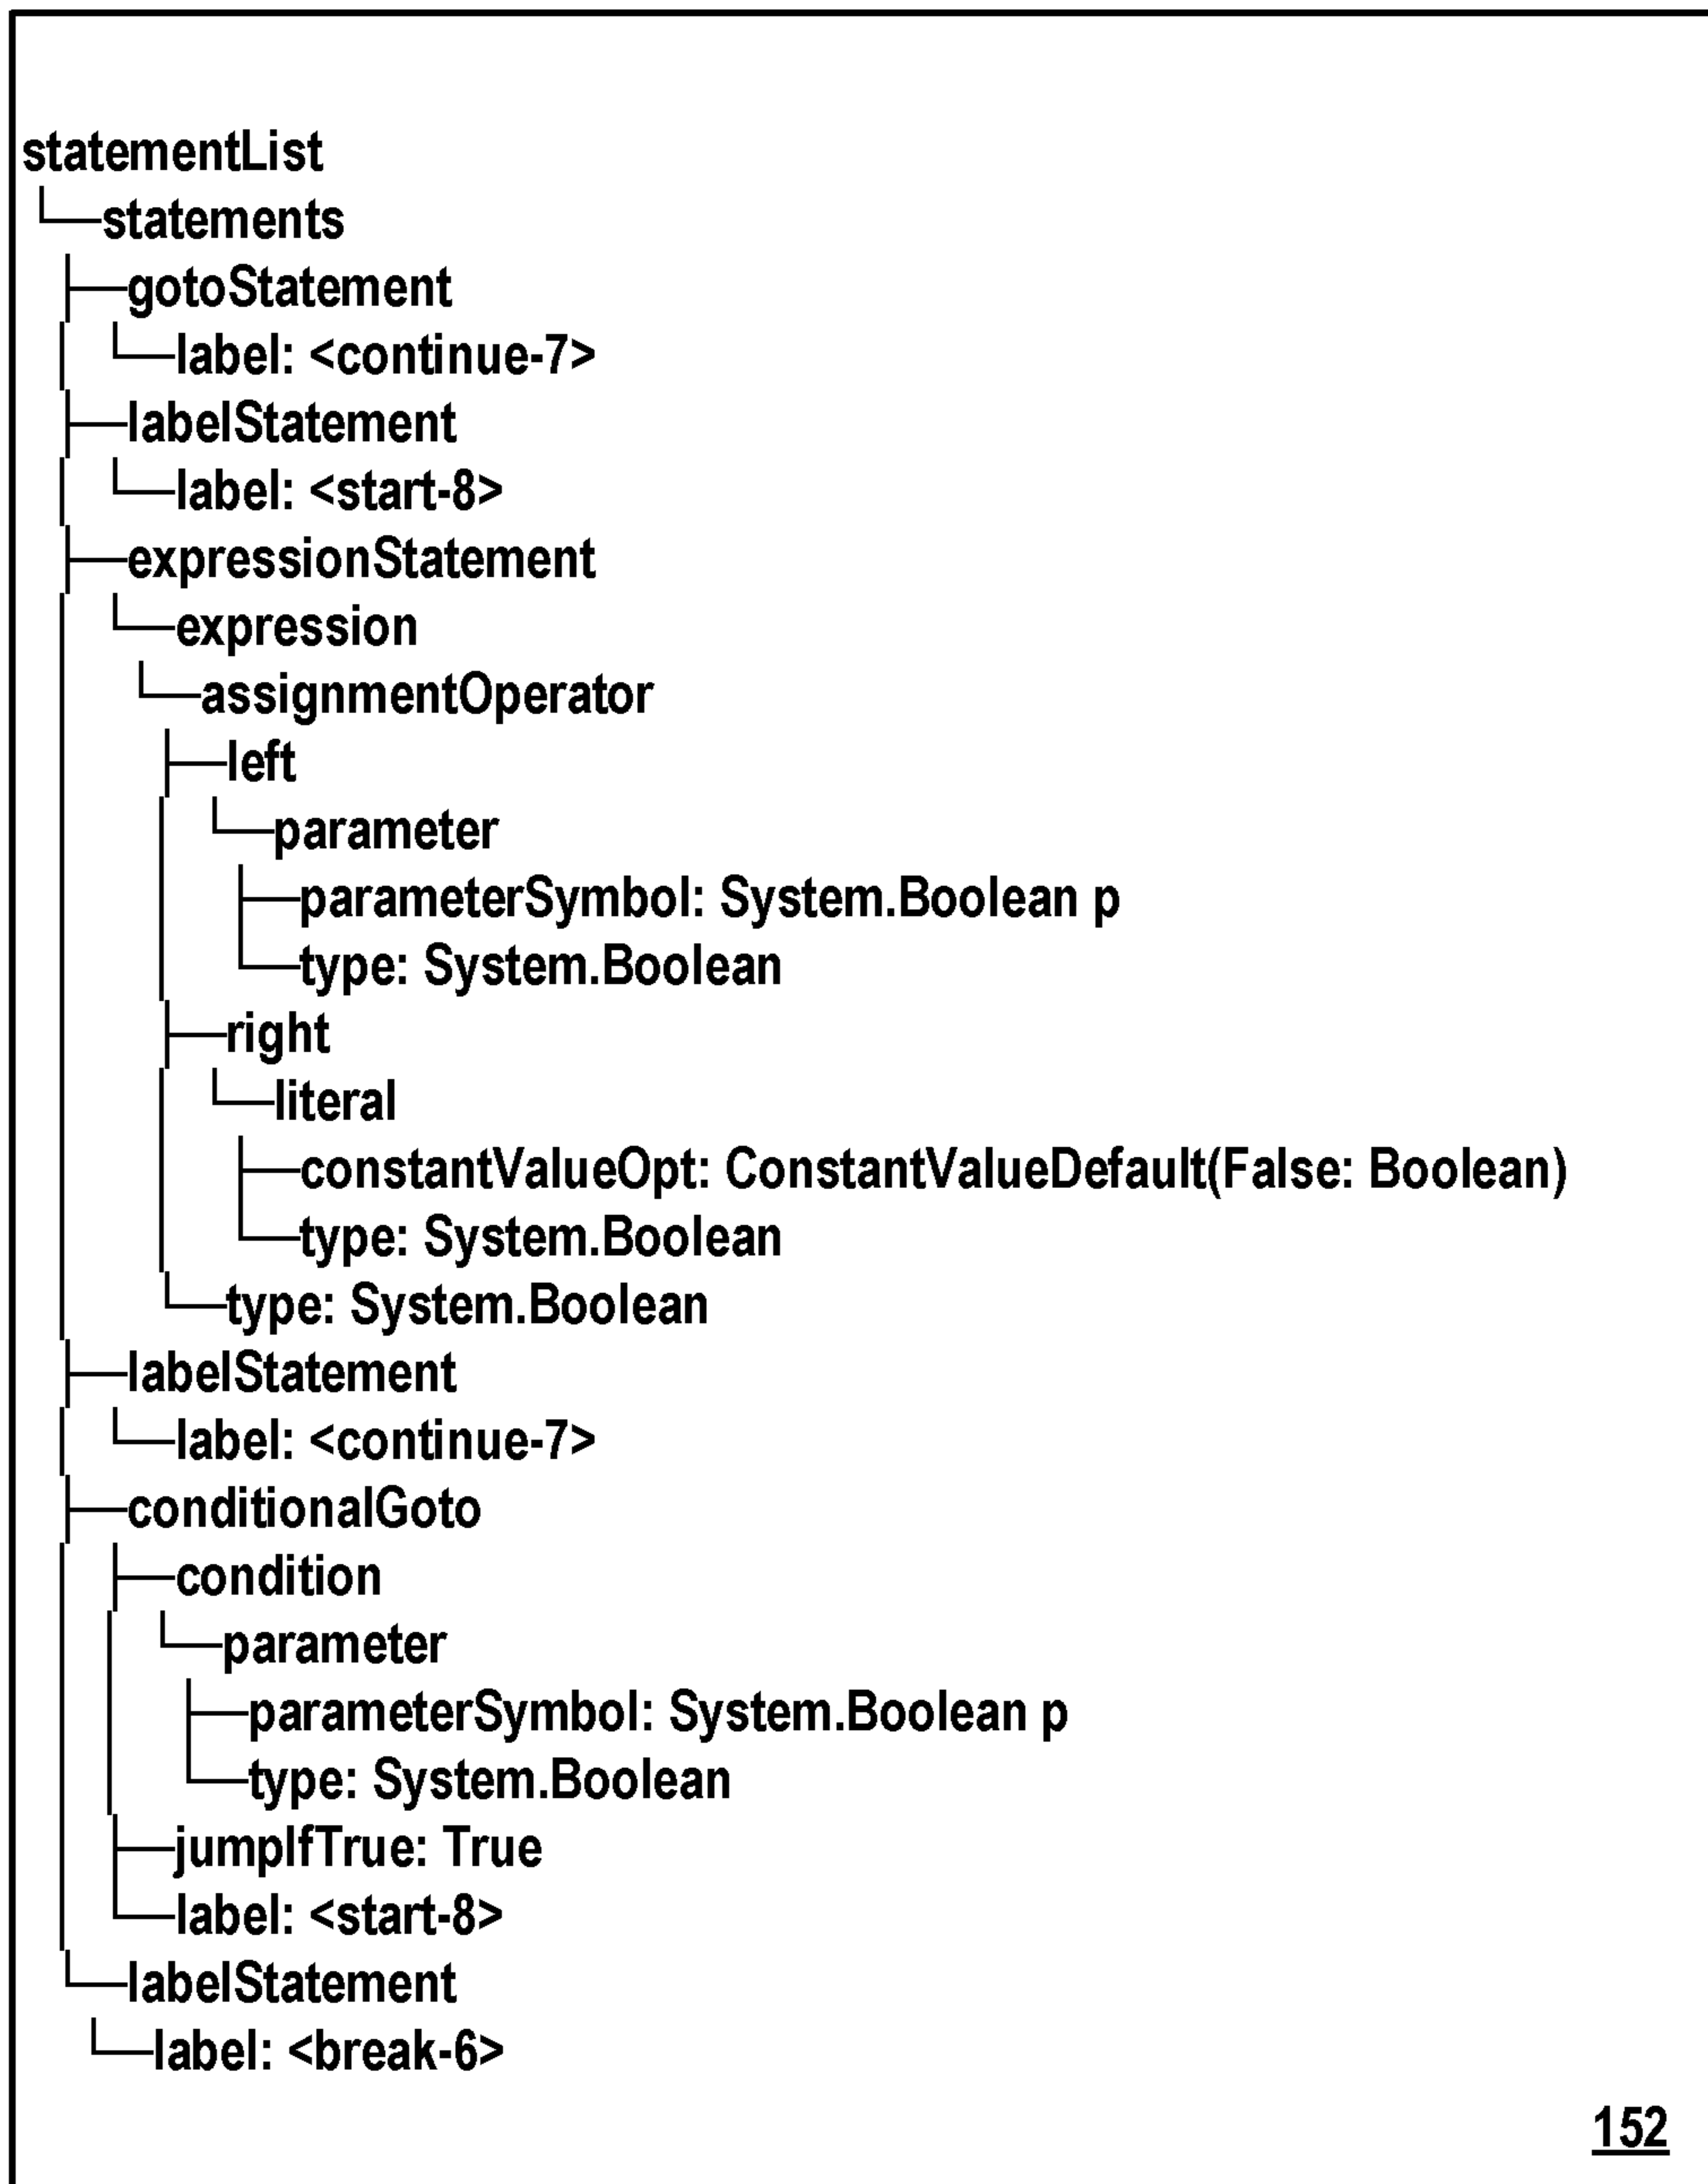 statementList
statements
gotoStatement
label: <continue-7>
labelStatement
label: <start-8>
expressionStatement
expression
assignmentOperator
left
parameter
parameterSymbol: System.Boolean p
type: System.Boolean
right
literal
constantValueOpt: ConstantValueDefault(False: Boolean)
type: System.Boolean
type: System.Boolean
labelStatement
label: <continue-7>
conditionalGoto
condition
parameter
parameterSymbol: System.Boolean p
type: System.Boolean
jumpIfTrue: True
label: <start-8>
labelStatement
label: <break-6>
152